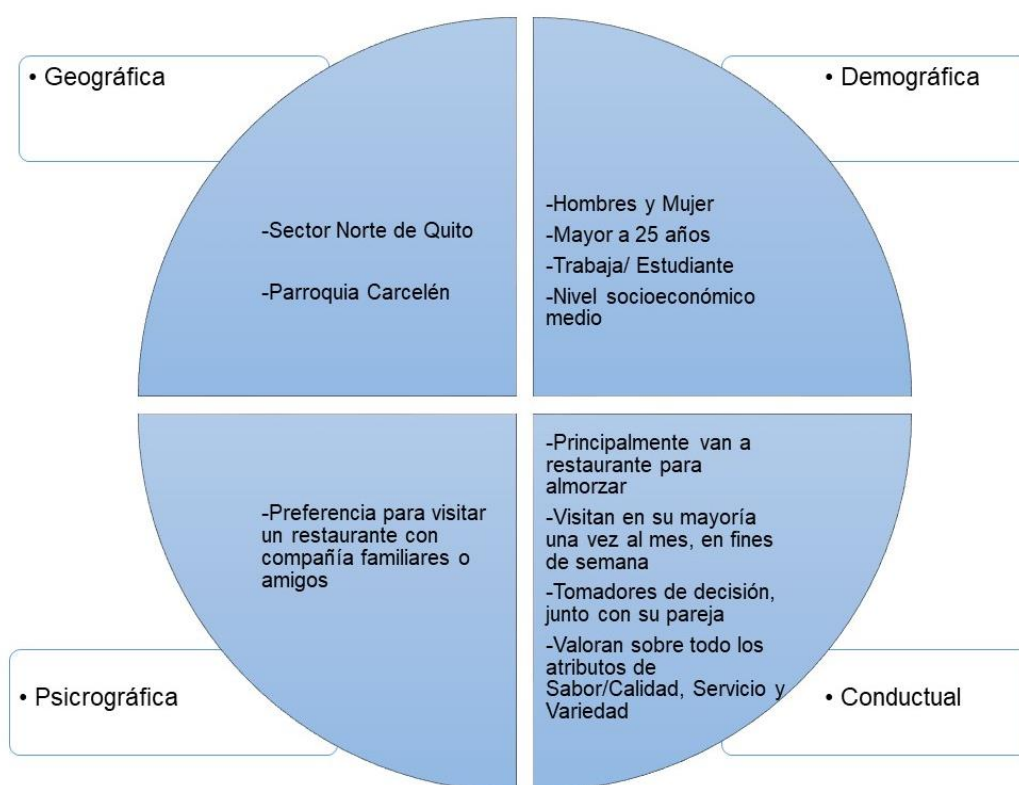 • Geográfica
-Sector Norte de Quito
-Parroquia Carcelén
• Demográfica
-Hombres y Mujer
-Mayor a 25 años
-Trabaja/ Estudiante
-Nivel socioeconómico
medio
• Psicrográfica
-Preferencia para visitar
un restaurante con
compañía familiares o
amigos
-Principalmente van a
restaurante para
almorzar
-Visitan en su mayoría
una vez al mes, en fines
de semana
-Tomadores de decisión,
junto con su pareja
-Valoran sobre todo los
atributos de
Sabor/Calidad, Servicio y
Variedad
• Conductual